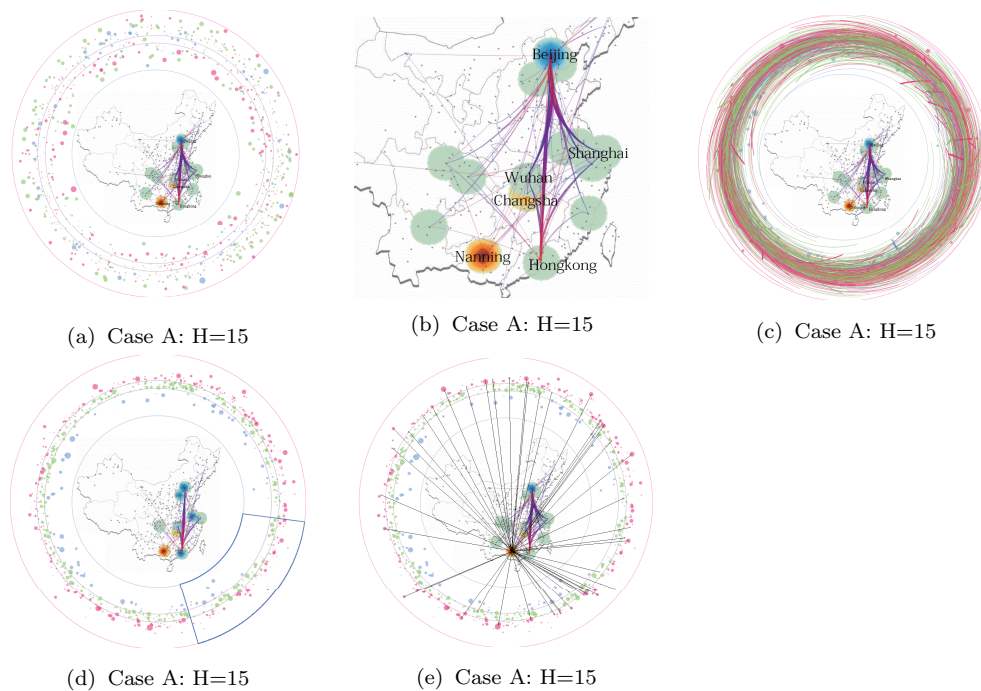 Beijing
Shanghai
Wuhan
Changsha
Nanning
Hongkong
(a) Case A: H=15
(b) Case A: H=15
(c) Case A: H=15
(d) Case A: H=15
(e) Case A: H=15